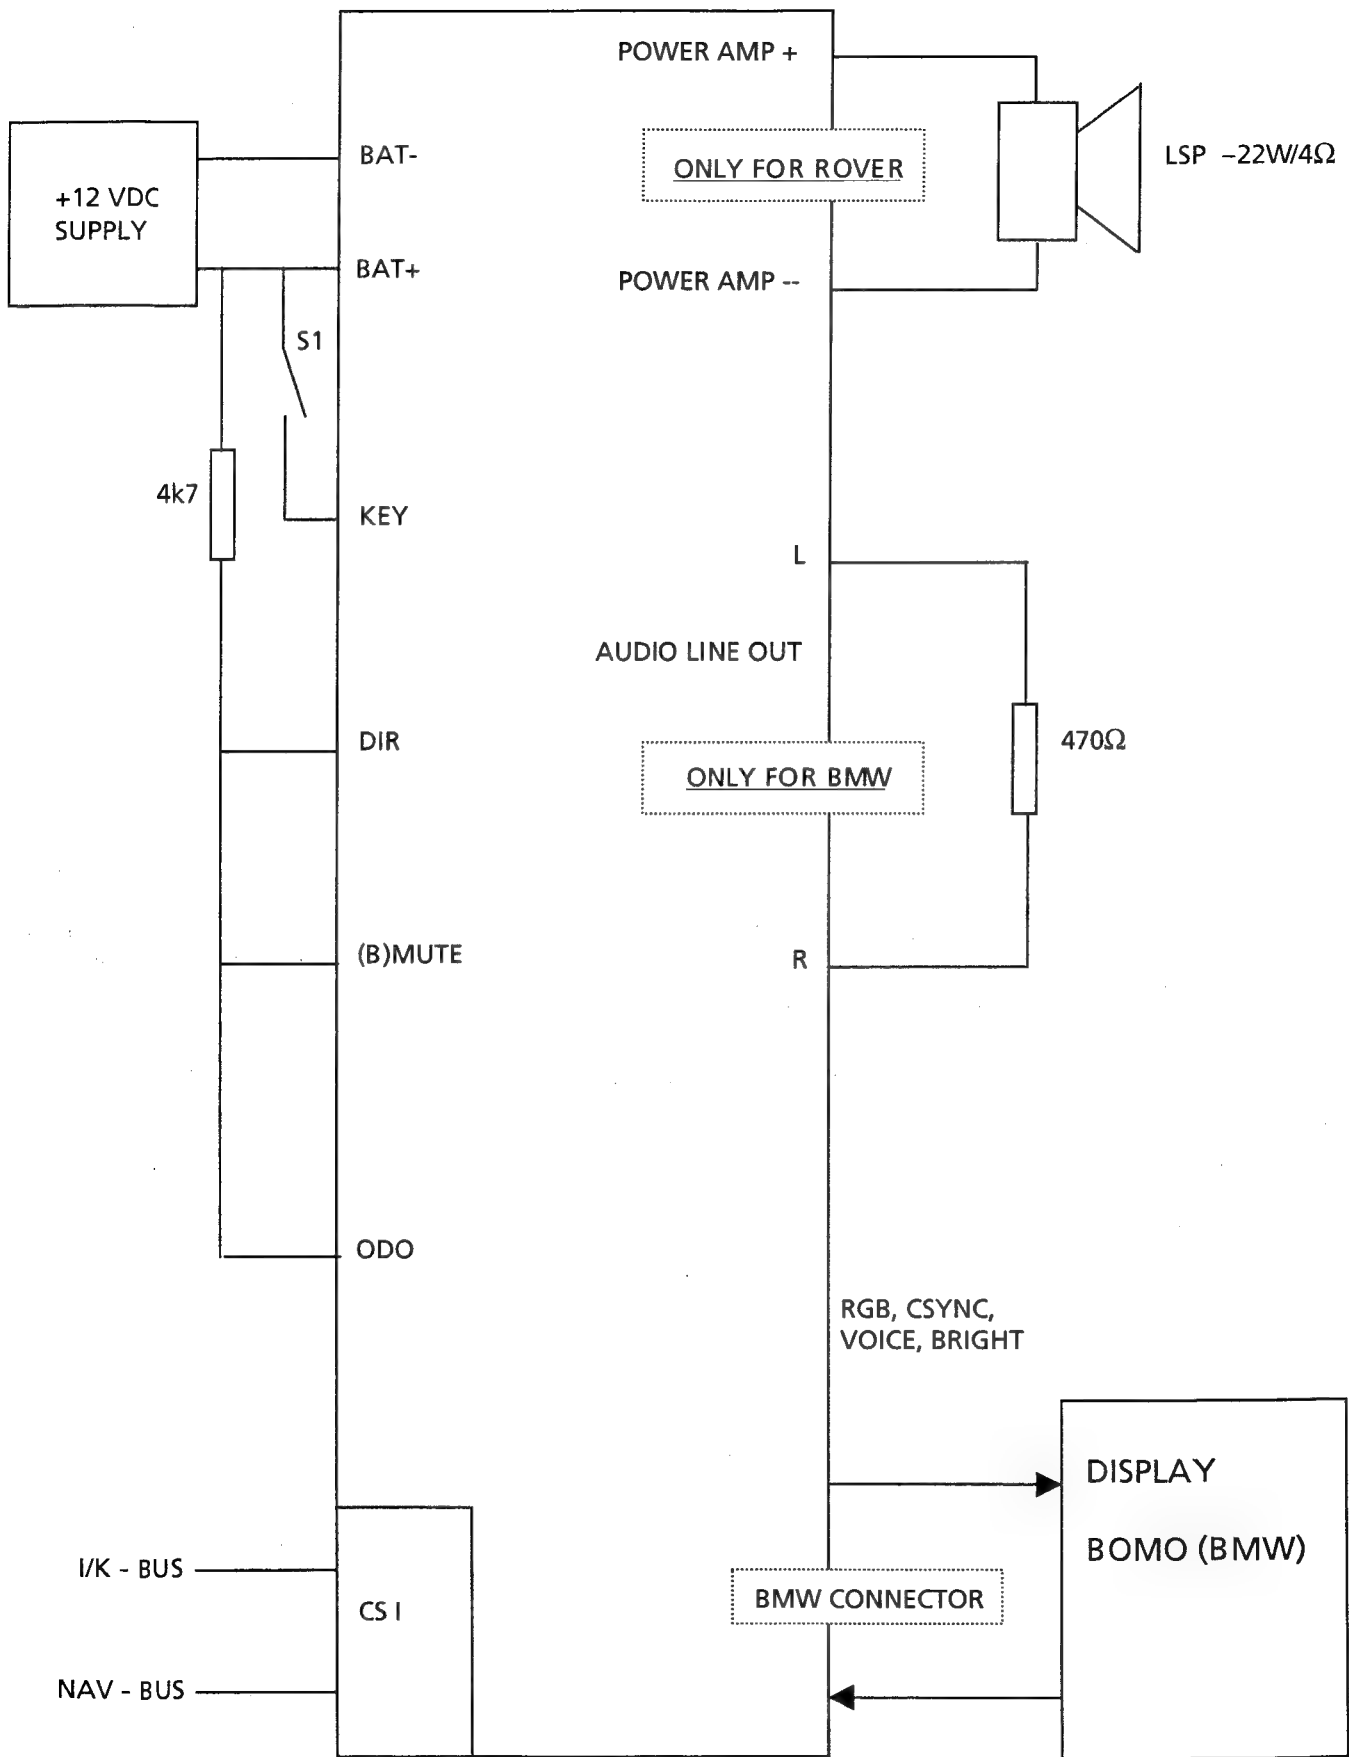 POWER AMP +
LSP ~22W/4Ω
ONLY FOR ROVER
BAT-
+12 VDC
SUPPLY
BAT+
POWER AMP --
S1
4k7
KEY
L
AUDIO LINE OUT
DIR
470Ω
ONLY FOR BMW
(B)MUTE
R
ODO
RGB, CSYNC,
VOICE, BRIGHT
DISPLAY
BOMO (BMW)
I/K - BUS
BMW CONNECTOR
CS I
NAV - BUS